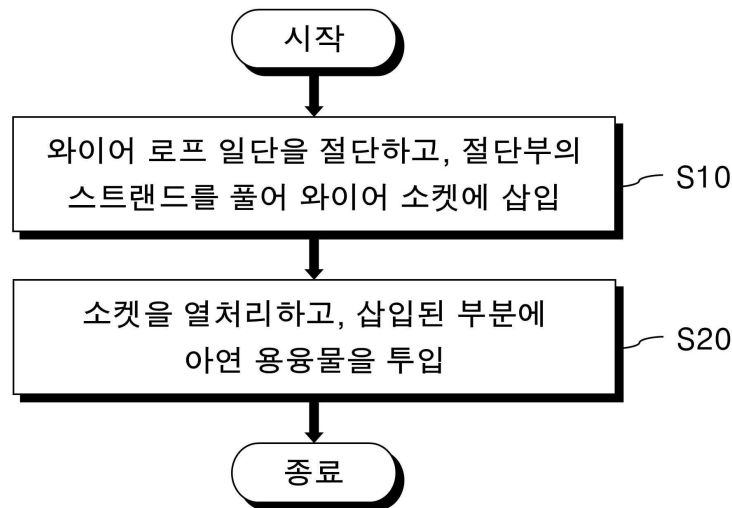 시작
와이어 로프 일단을 절단하고, 절단부의
스트랜드를 풀어 와이어 소켓에 삽입
S10
소켓을 열처리하고, 삽입된 부분에
아연 용융물을 투입
S20
종료